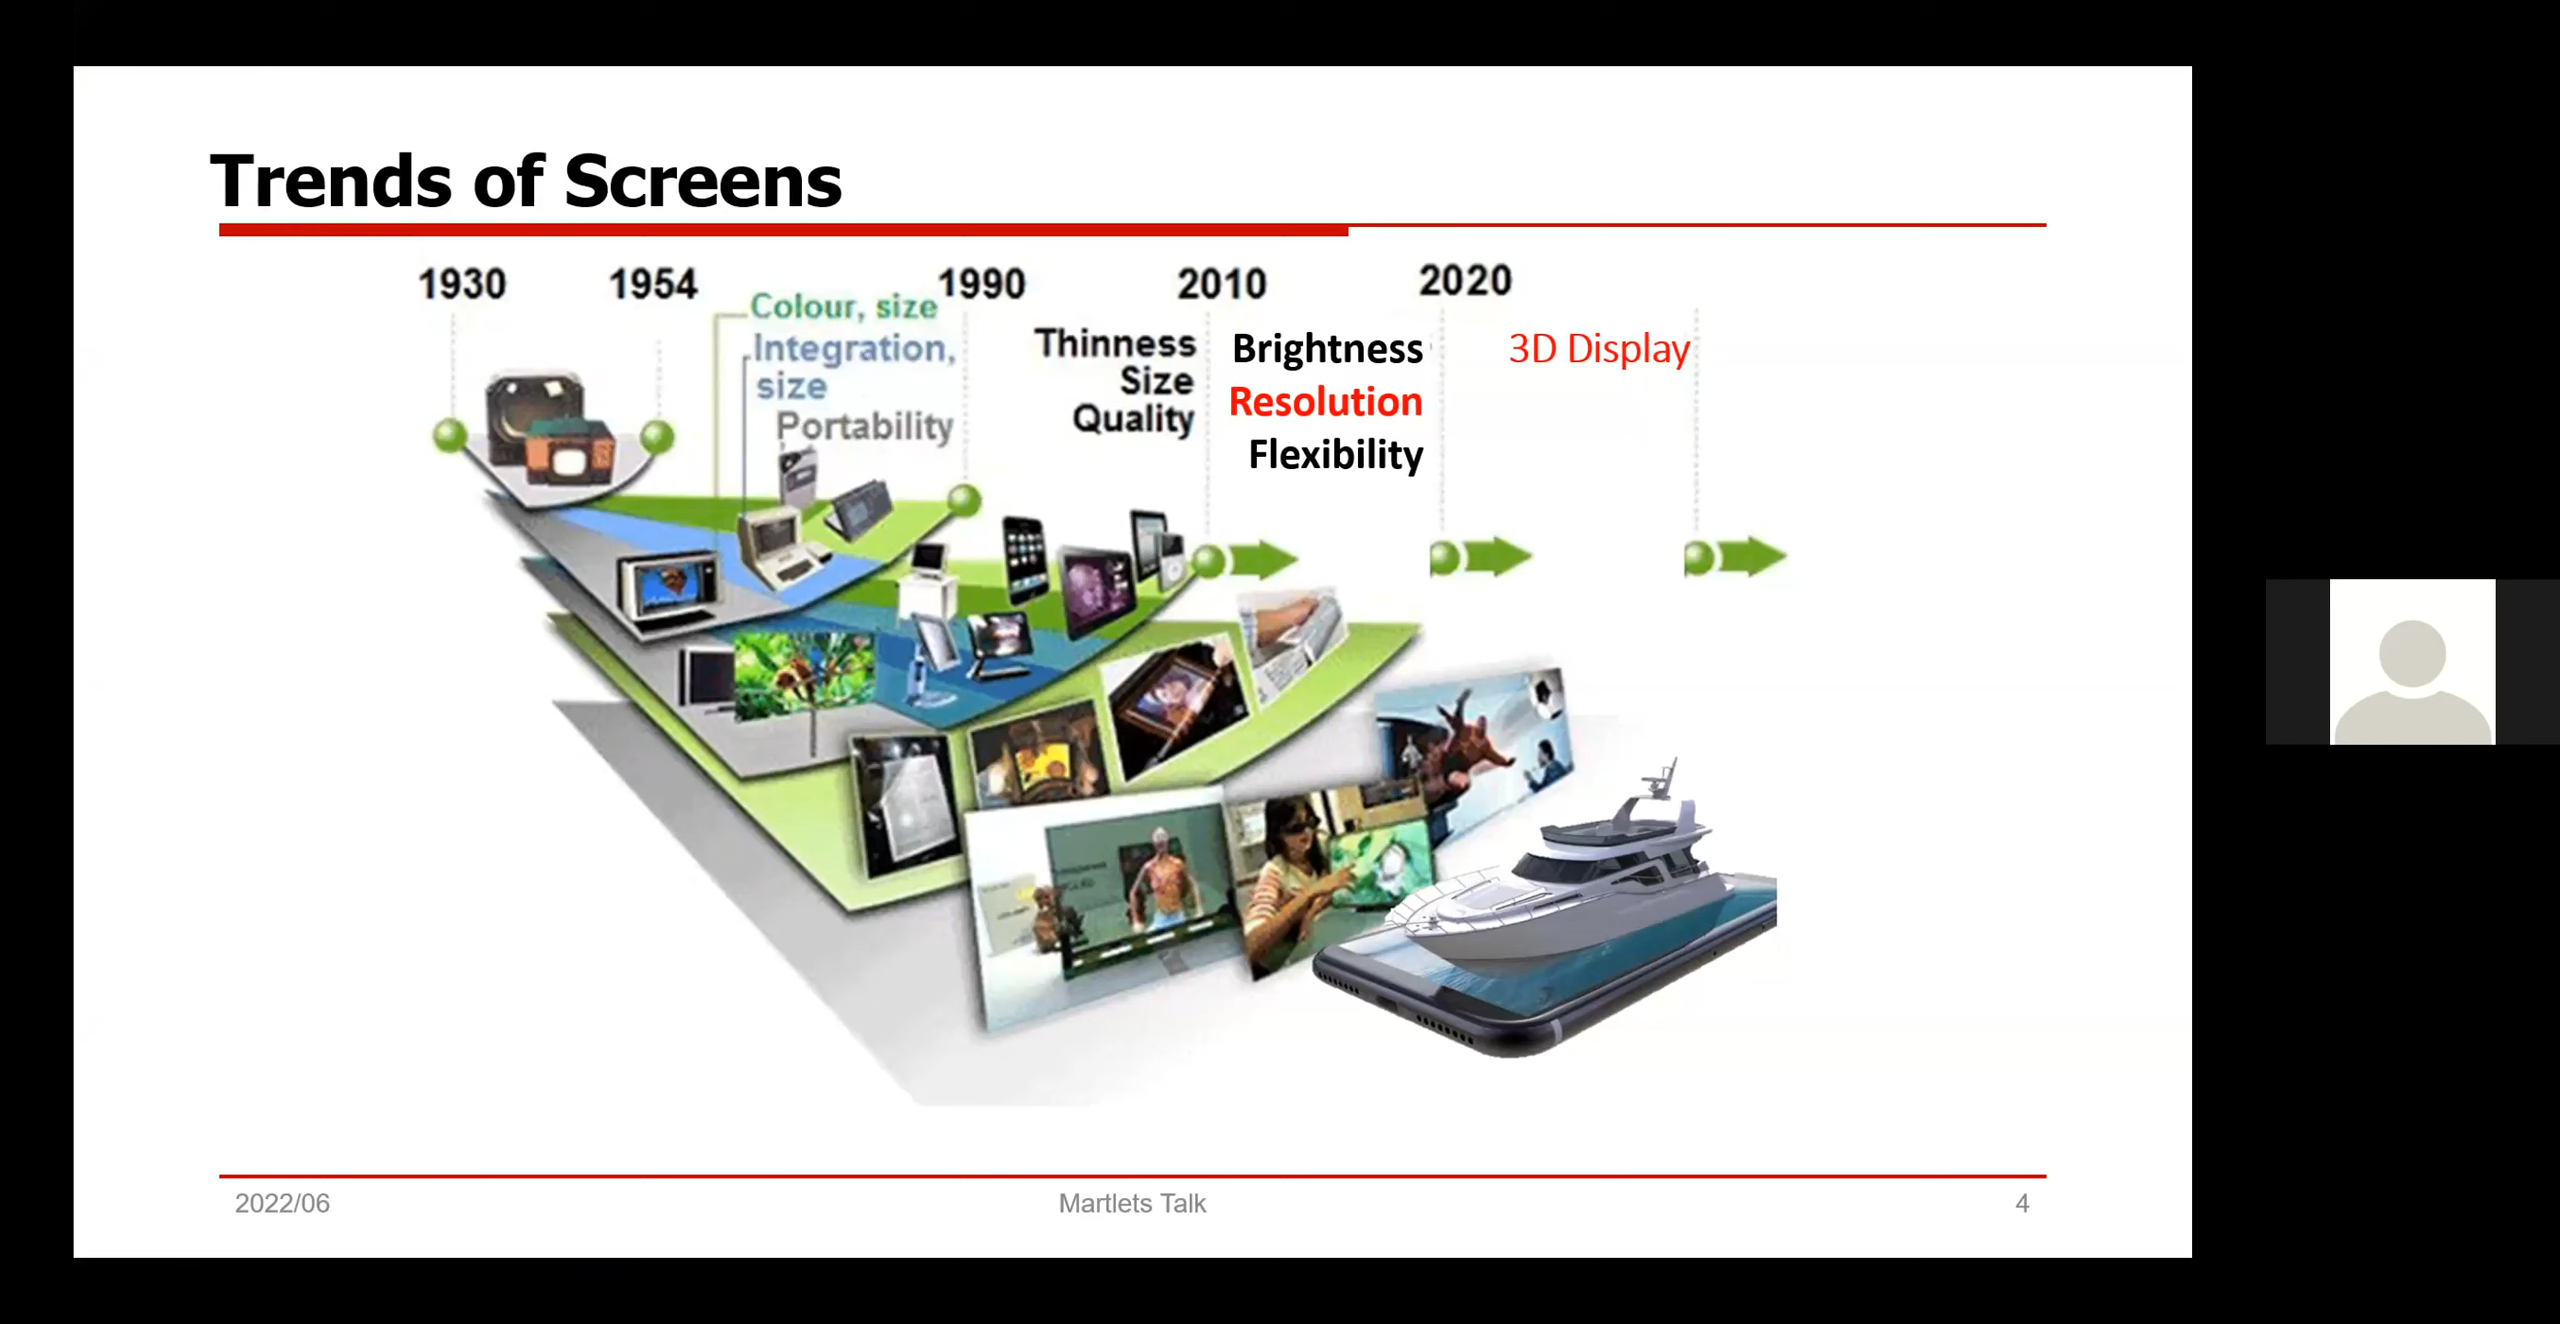 Trends of Screens
1930
1954
1990
2010
2020
Colour, size
Integration,
size
Portability
Thinness
Size
Quality
Brightness
Resolution
Flexibility
3D Display
2022/06
Martlets Talk
4